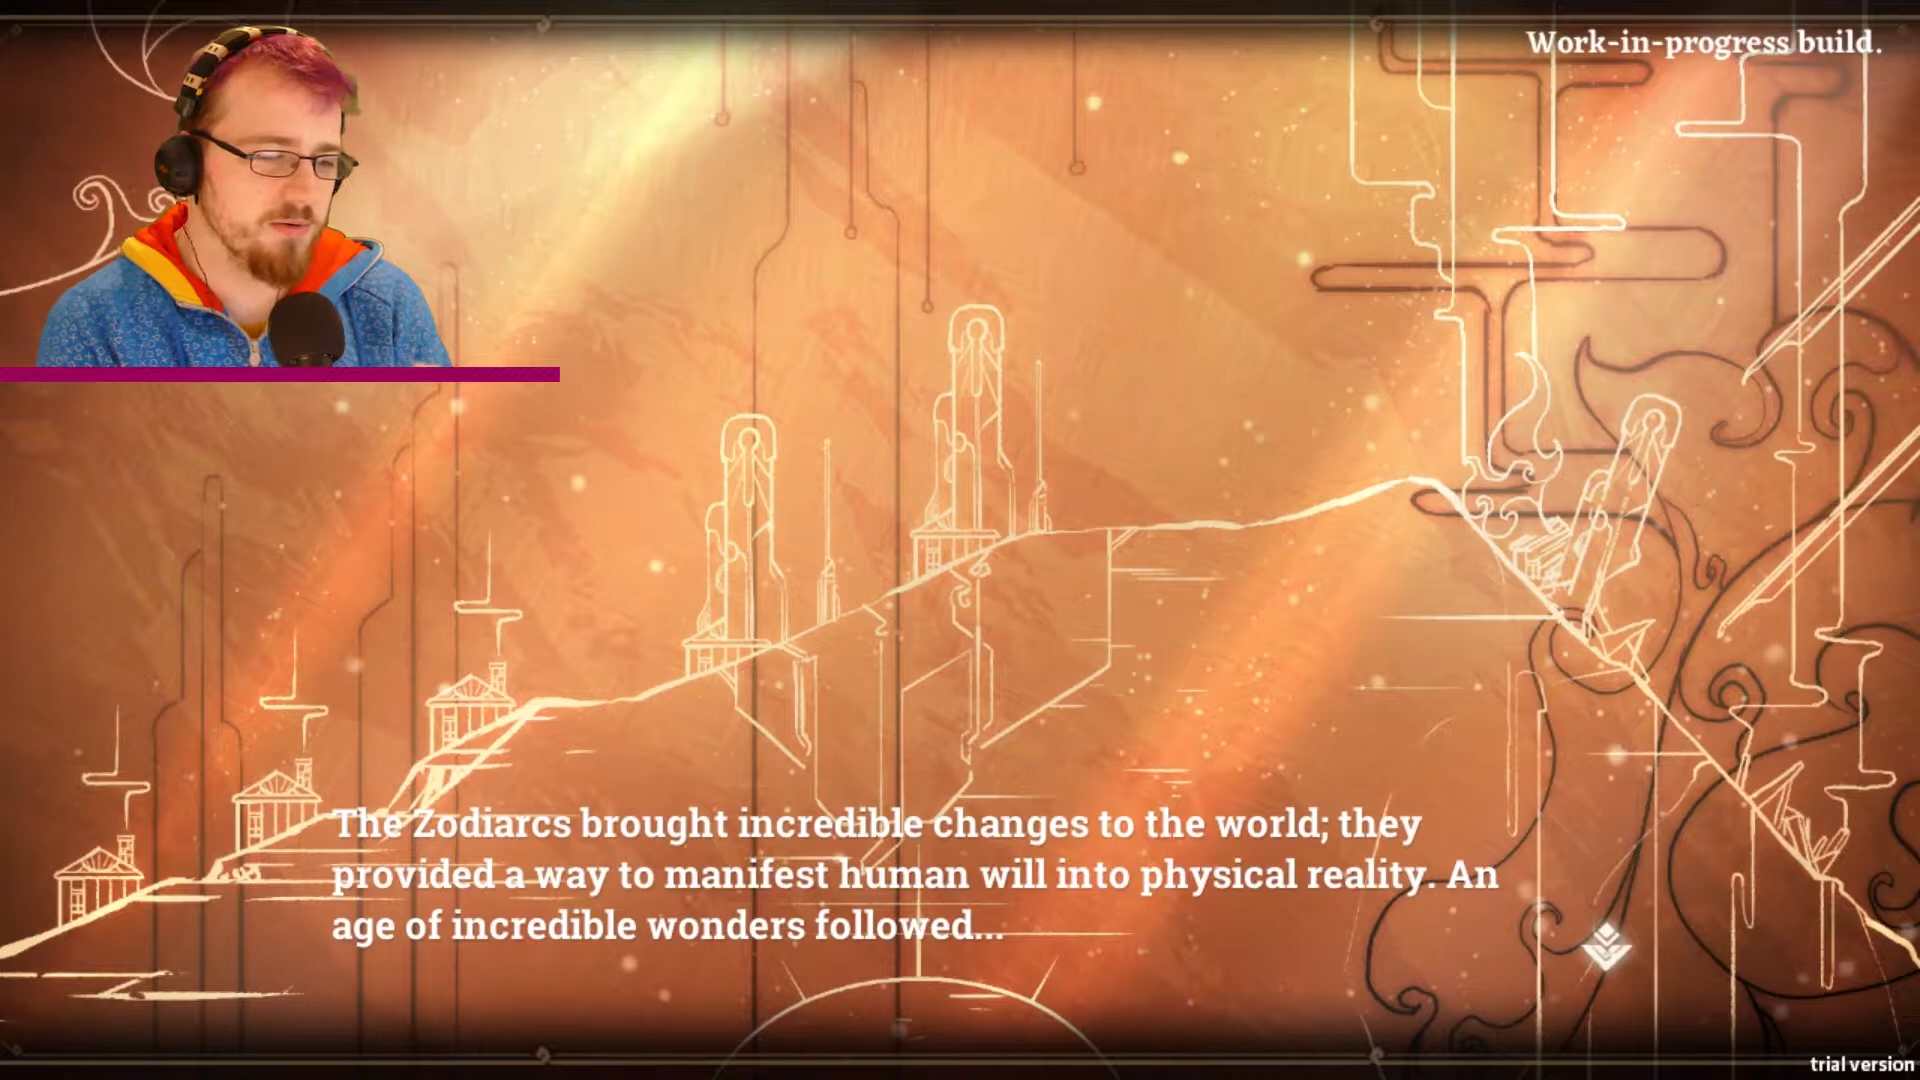 Work-in-progress build.
The Zodiarcs brought incredible changes to the world; they
provided a way to manifest human will into physical reality. An
age of incredible wonders followed...
trial version